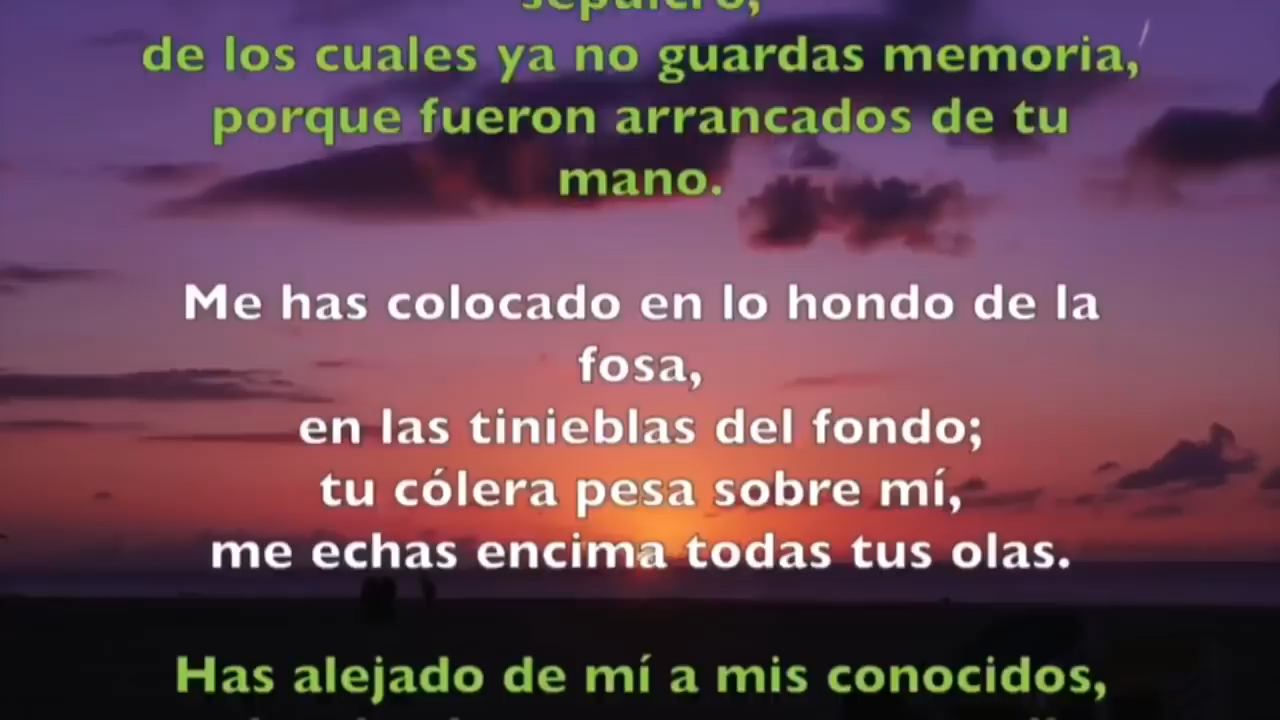 sepulcro,
de los cuales ya no guardas memoria,
porque fueron arrancados de tu
mano.
Me has colocado en lo hondo de la
fosa,
en las tinieblas del fondo;
tu cólera pesa sobre mí,
me echas encima todas tus olas.
Has alejado de mí a mis conocidos,